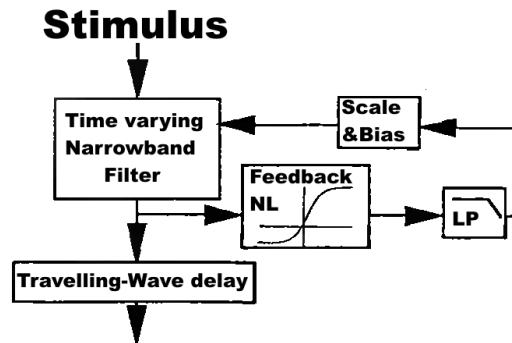 Stimulus
Time varying
Narrowband
Filter
Scale
&Bias
Feedback
NL
LP
Travelling-Wave delay